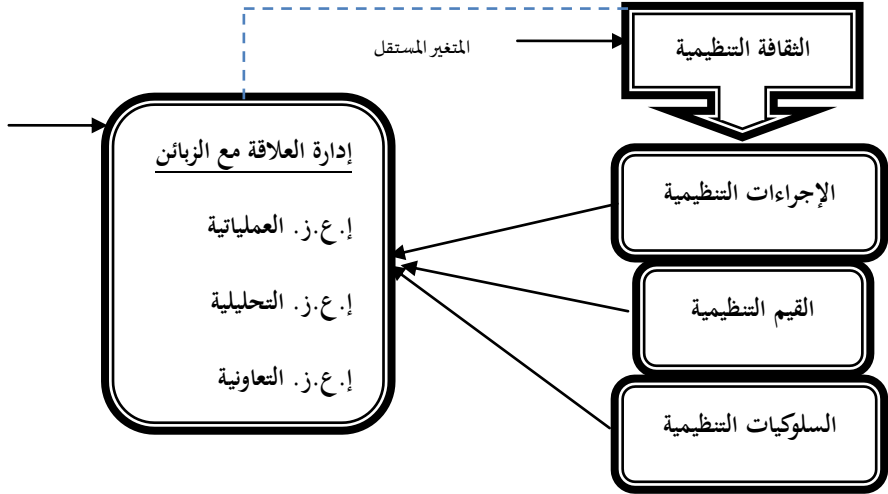 الثقافة التنظيمية
المتغير المستقل
الإجراءات التنظيمية
القيم التنظيمية
السلوكيات التنظيمية
إدارة العلاقة مع الزبائن
إ.ع.ز. العملياتية
إ.ع.ز. التحليلية
إ.ع.ز. التعاونية